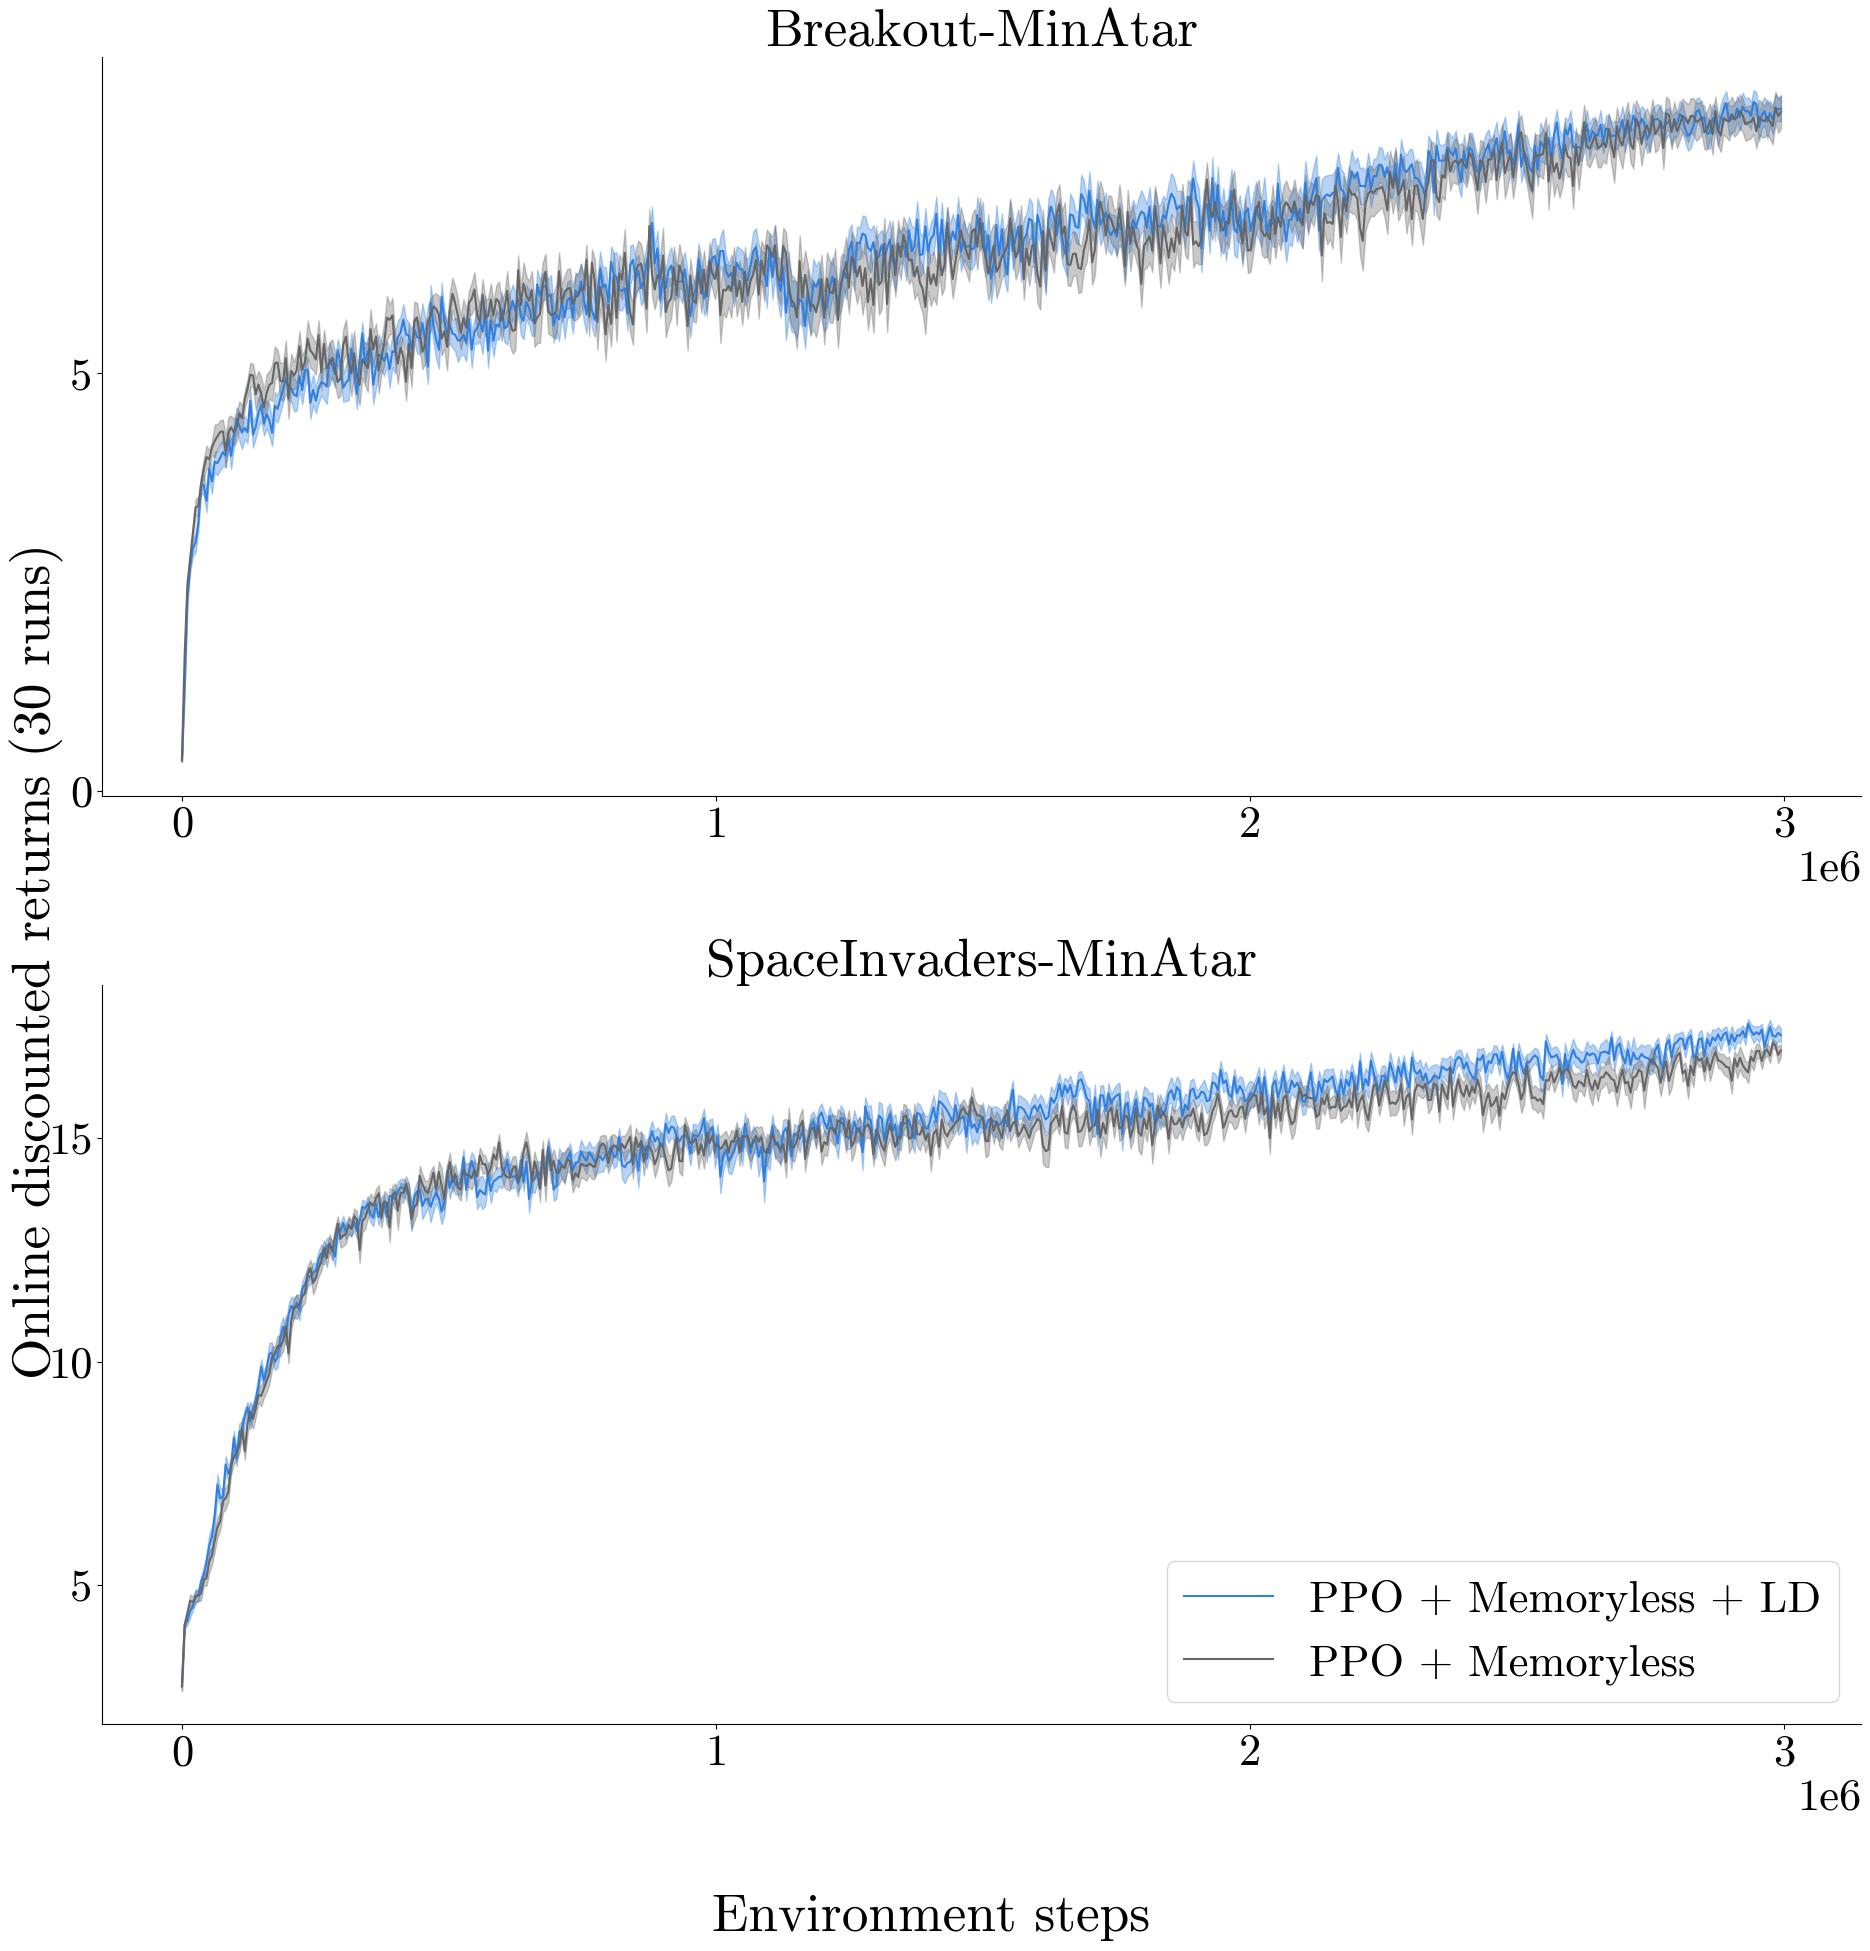 Breakout-MinAtar
5
0
0 1 2 3
1e6
Online discounted returns (30 runs)
SpaceInvaders-MinAtar
15
10
5
PPO + Memoryless + LD
PPO + Memoryless
0 1 2 3
1e6
Environment steps